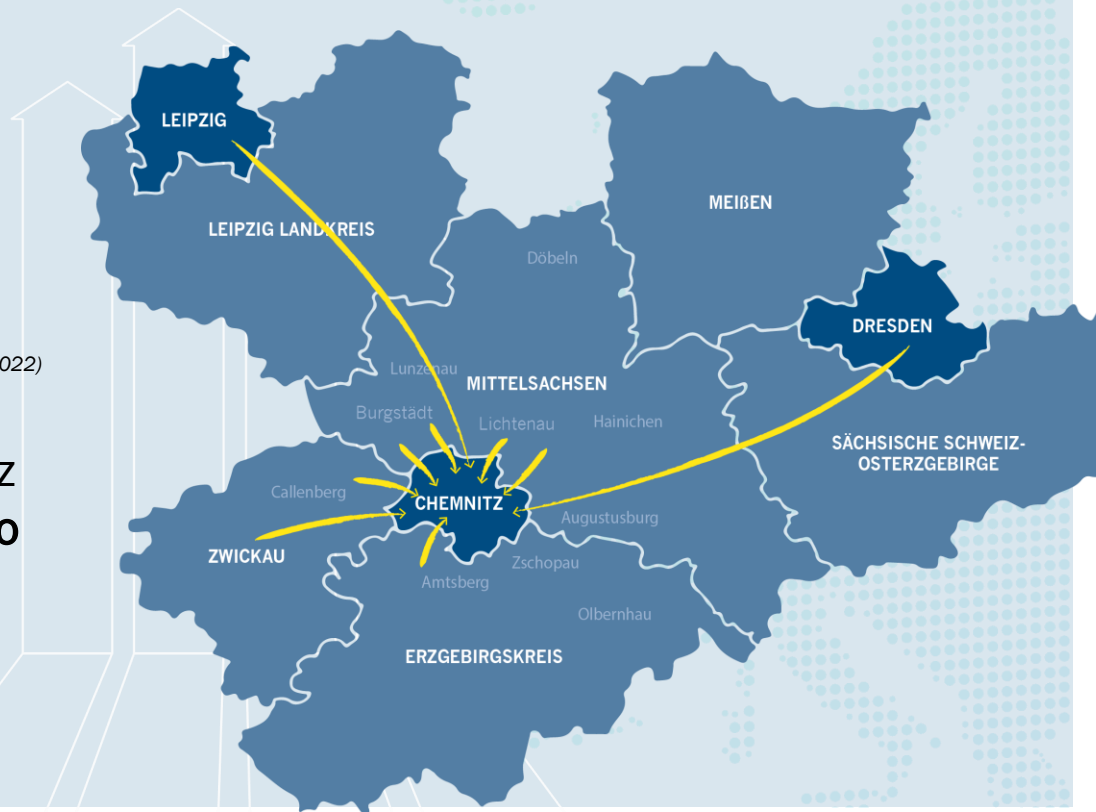 LEIPZIG
LEIPZIG LANDKREIS
MEIßEN
Döbeln
DRESDEN
022)
Lunzenau
MITTELSACHSEN
Burgstädt
Lichtenau
Hainichen
SÄCHSISCHE SCHWEIZ-
OSTERZGEBIRGE
Z
Callenberg
CHEMNITZ
Augustusburg
o
ZWICKAU
Zschopau
Amtsberg
Olbernhau
ERZGEBIRGSKREIS